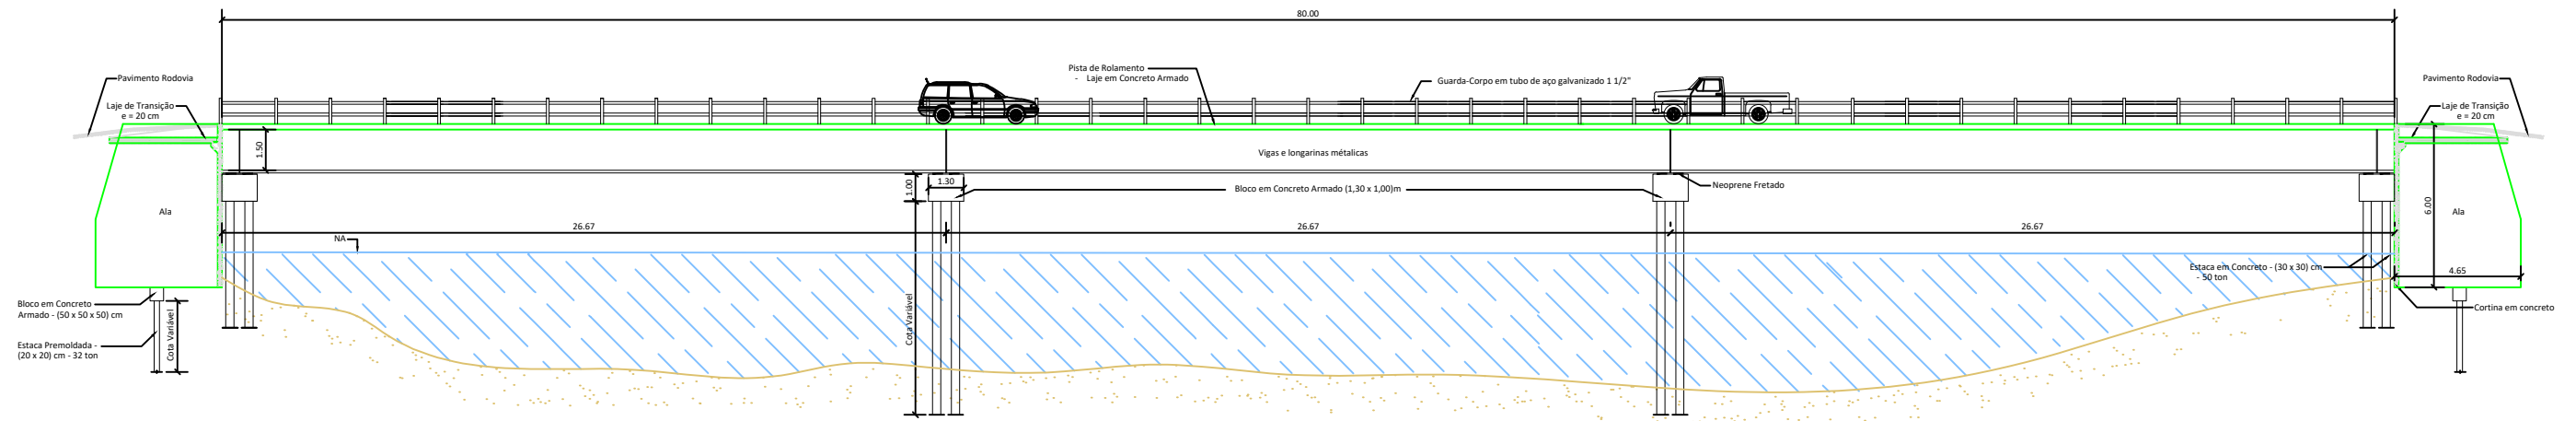 80.00
Pavimento Rodovia
Laje de Transição
e = 20 cm
Pista de Rolamento
- Laje em Concreto Armado
Guarda-Corpo em tubo de aço galvanizado 1 1/2"
Pavimento Rodovia
Laje de Transição
e = 20 cm
1.50
Vigas e longarinas métalicas
1.00
1.30
Bloco em Concreto Armado (1,30 x 1,00)m
Neoprene Fretado
Ala
6.00
Ala
26.67
26.67
26.67
NA
Estaca em Concreto - (30 x 30) cm
- 50 ton
4.65
Bloco em Concreto
Armado - (50 x 50 x 50) cm
Cota Variável
Cota Variável
Cortina em concreto
Estaca Premoldada -
(20 x 20) cm - 32 ton